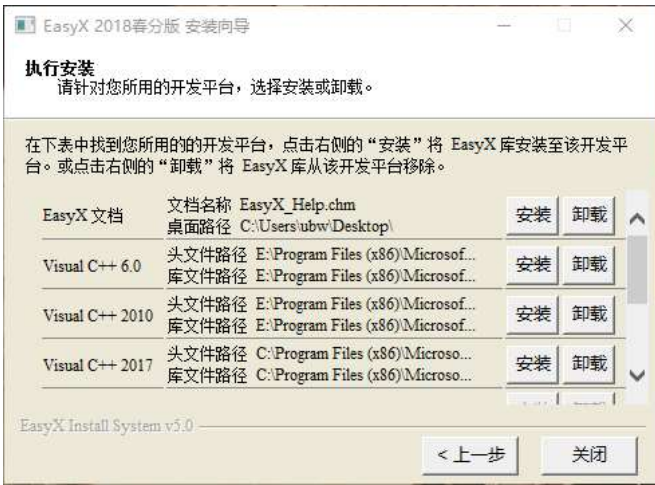 EasyX 2018春分版 安装向导
执行安装
请针对您所用的开发平台，选择安装或卸载。
在下表中找到您所用的的开发平台，点击右侧的“安装”将 EasyX 库安装至该开发平
台。或点击右侧的“卸载”将 EasyX 库从该开发平台移除。
EasyX 文档 文档名称 EasyX_Help.chm 安装 卸载
桌面路径 C:\Users\ubw\Desktop\
Visual C++ 6.0 头文件路径 E:\Program Files (x86)\Microsof... 安装 卸载
库文件路径 E:\Program Files (x86)\Microsof...
Visual C++ 2010 头文件路径 E:\Program Files (x86)\Microsof... 安装 卸载
库文件路径 E:\Program Files (x86)\Microsof...
Visual C++ 2017 头文件路径 C:\Program Files (x86)\Microso... 安装 卸载
库文件路径 C:\Program Files (x86)\Microso...
EasyX Install System v5.0
< 上一步 关闭